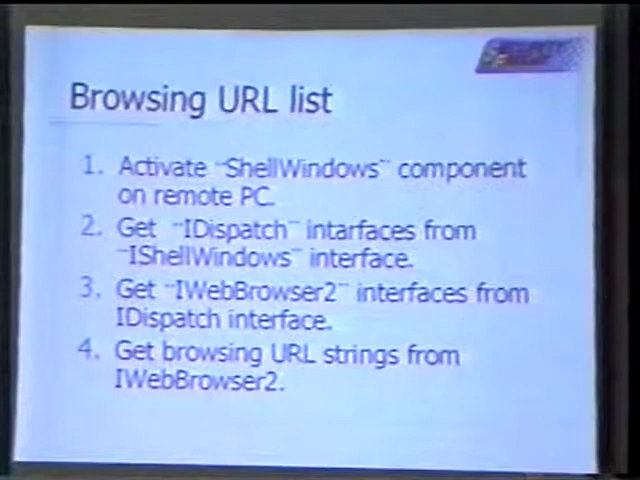 Browsing URL list
1. Activate "ShellWindows" component
on remote PC.
2. Get "IDispatch" intarfaces from
"IShellWindows" interface.
3. Get "IWebBrowser2" interfaces from
IDispatch interface.
4. Get browsing URL strings from
IWebBrowser2.